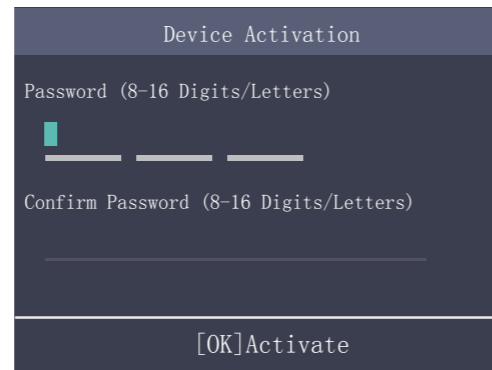 Device Activation
Password (8-16 Digits/Letters)
Confirm Password (8-16 Digits/Letters)
[OK]Activate